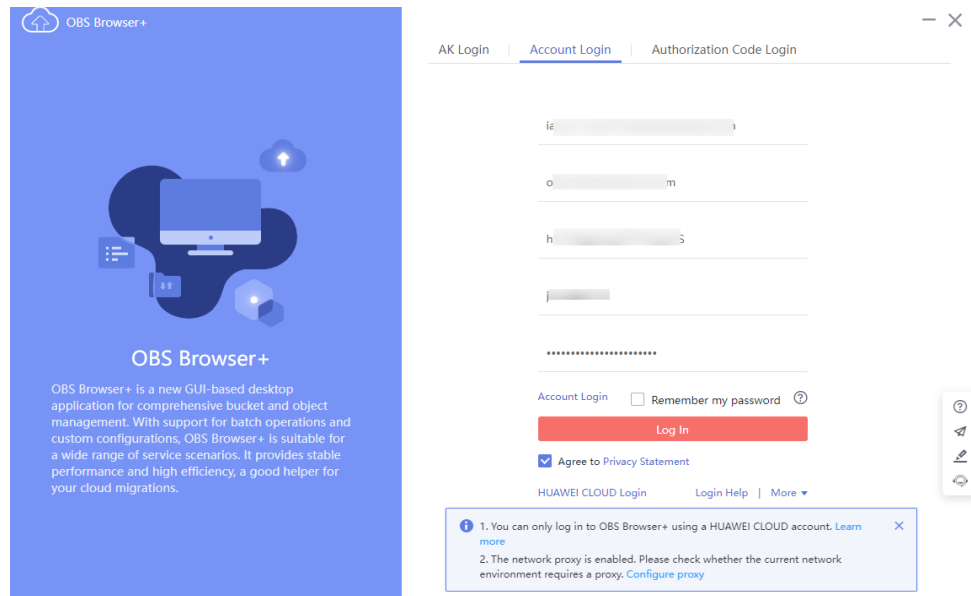 OBS Browser+
AK Login | Account Login | Authorization Code Login
OBS Browser+
OBS Browser+ is a new GUI-based desktop
application for comprehensive bucket and object
management. With support for batch operations and
custom configurations, OBS Browser+ is suitable for
a wide range of service scenarios. It provides stable
performance and high efficiency, a good helper for
your cloud migrations.
Account Login
Remember my password
Log In
Agree to Privacy Statement
HUAWEI CLOUD Login
Login Help | More
1. You can only log in to OBS Browser+ using a HUAWEI CLOUD account. Learn
more
2. The network proxy is enabled. Please check whether the current network
environment requires a proxy. Configure proxy